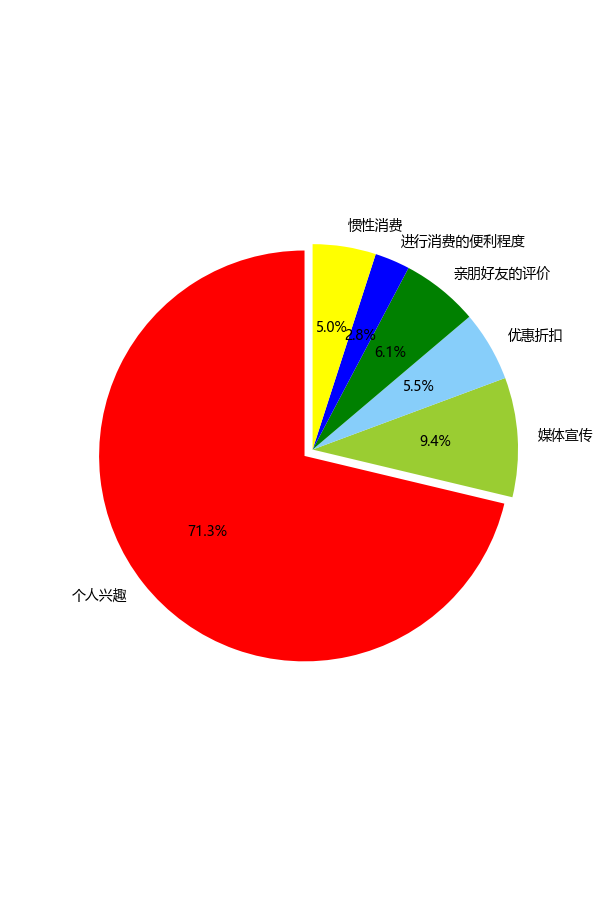 惯性消费
进行消费的便利程度
亲朋好友的评价
5.0%
2.8%
优惠折扣
6.1%
5.5%
媒体宣传
9.4%
71.3%
个人兴趣